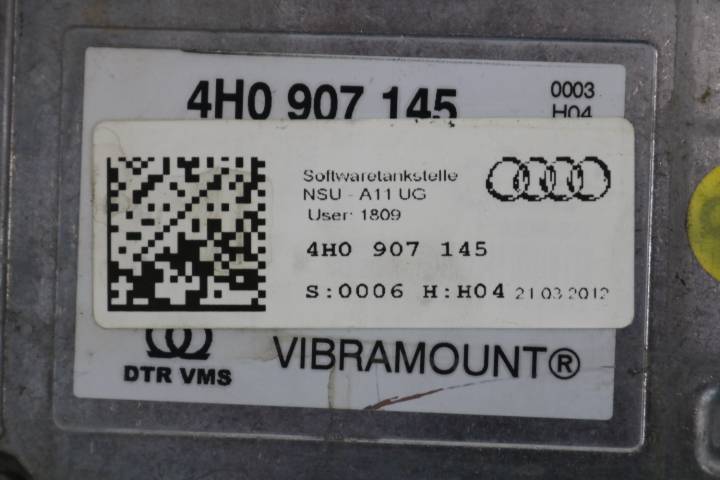 4H0 907 145
0003
H04
Softwaretankstelle
NSU - A11 UG
User: 1809
4H0 907 145
S:0006 H:H04 21 03 2012
DTR VMS
VIBRAMOUNT®